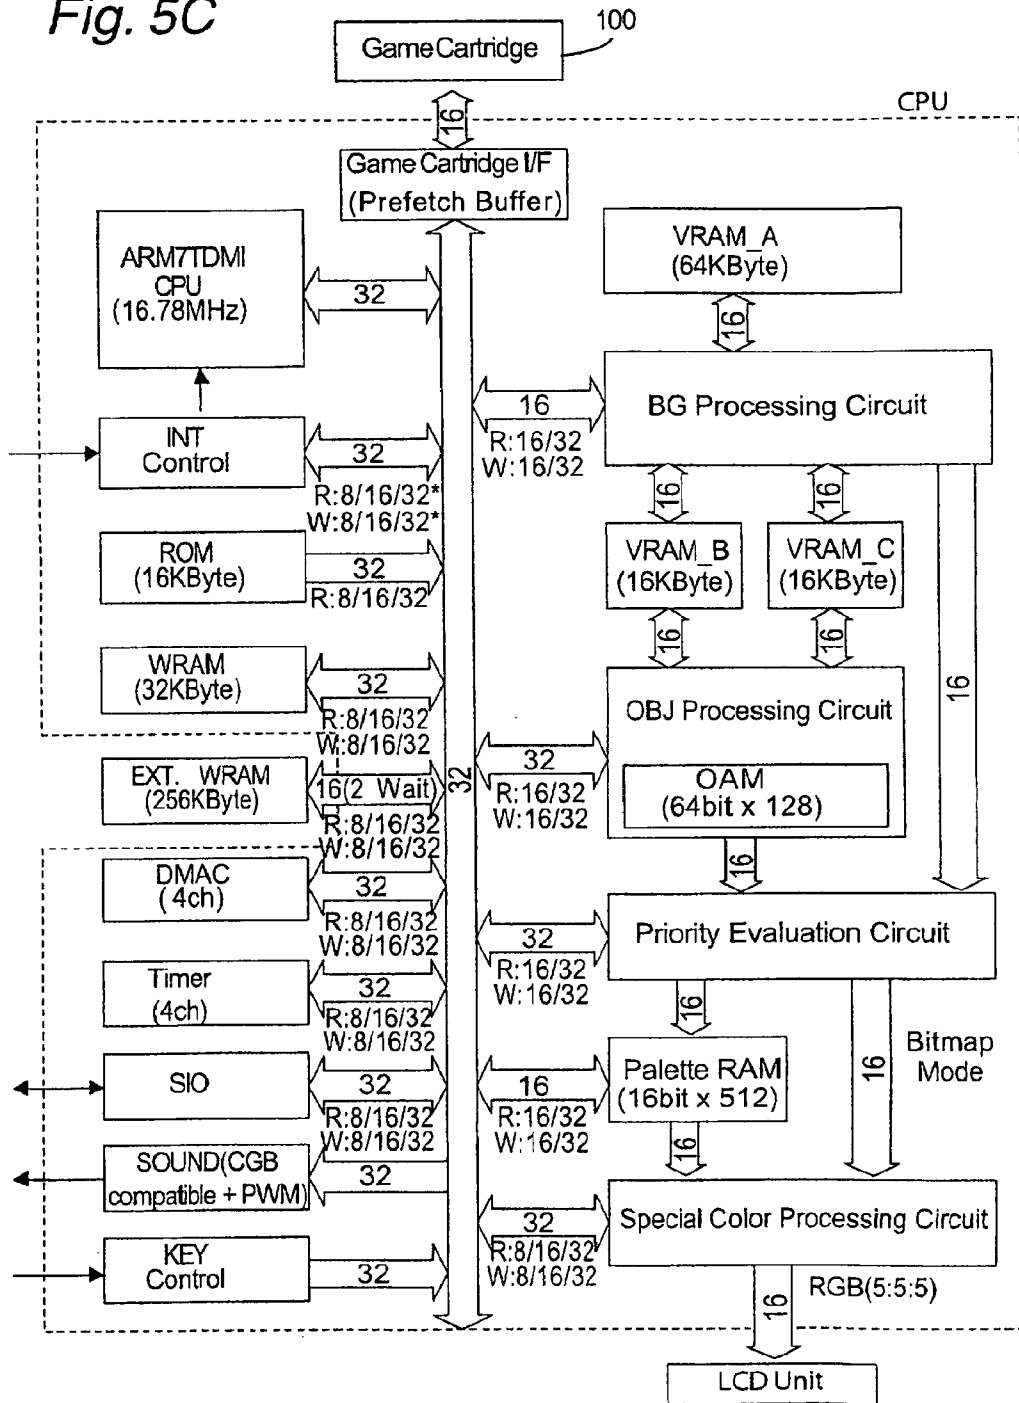 Fig. 5C
Game Cartridge
100
16
CPU
Game Cartridge I/F
(Prefetch Buffer)
ARM7TDMI
CPU
(16.78MHz)
32
VRAM_A
(64KByte)
16
BG Processing Circuit
16
R:16/32
W:16/32
INT
Control
32
R:8/16/32*
W:8/16/32*
16
16
ROM
(16KByte)
32
R:8/16/32
VRAM_B
(16KByte)
VRAM_C
(16KByte)
16
16
16
WRAM
(32KByte)
32
R:8/16/32
W:8/16/32
OBJ Processing Circuit
OAM
(64bit x 128)
32
R:16/32
W:16/32
32
EXT. WRAM
(256KByte)
16(2 Wait)
R:8/16/32
W:8/16/32
16
DMAC
(4ch)
32
R:8/16/32
W:8/16/32
Priority Evaluation Circuit
32
R:16/32
W:16/32
Timer
(4ch)
32
R:8/16/32
W:8/16/32
16
16
Bitmap
Mode
SIO
32
R:8/16/32
W:8/16/32
16
R:16/32
W:16/32
Palette RAM
(16bit x 512)
16
SOUND(CGB
compatible + PWM)
32
32
R:8/16/32*
W:8/16/32
Special Color Processing Circuit
KEY
Control
32
16
RGB(5:5:5)
LCD Unit